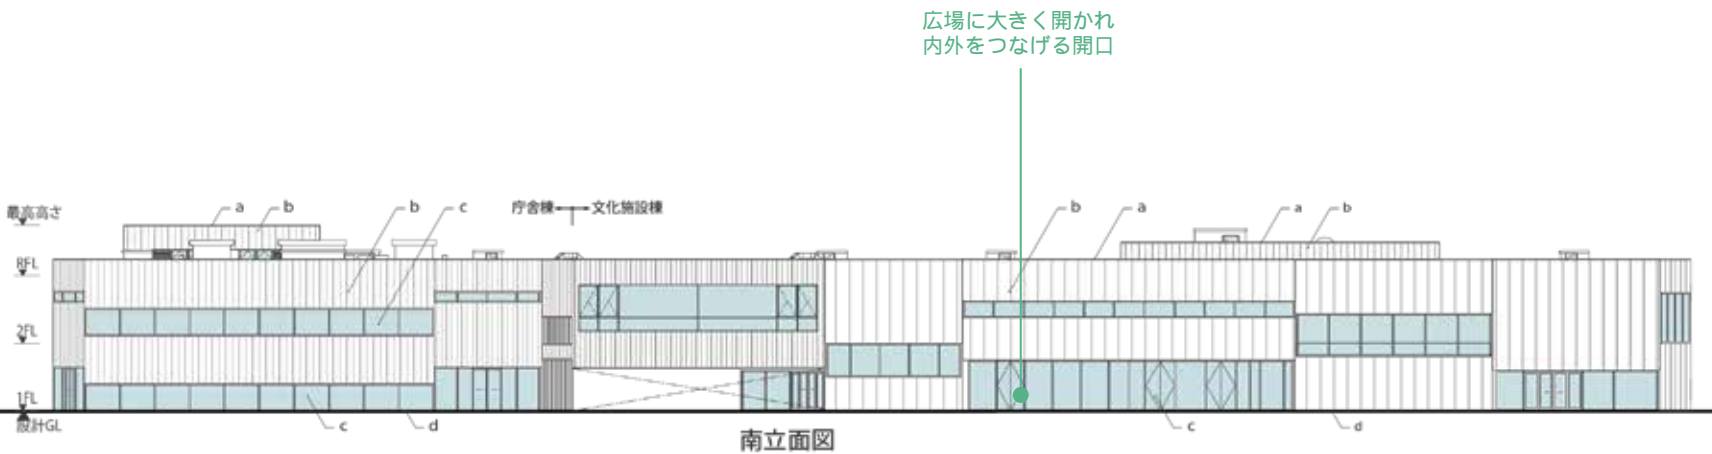 広場に大きく開かれ
内外をつなげる開口
最高高さ
a
b
b
c
庁舎棟
文化施設棟
b
a
a
b
RFL
2FL
1FL
設計GL
c
d
c
d
南立面図